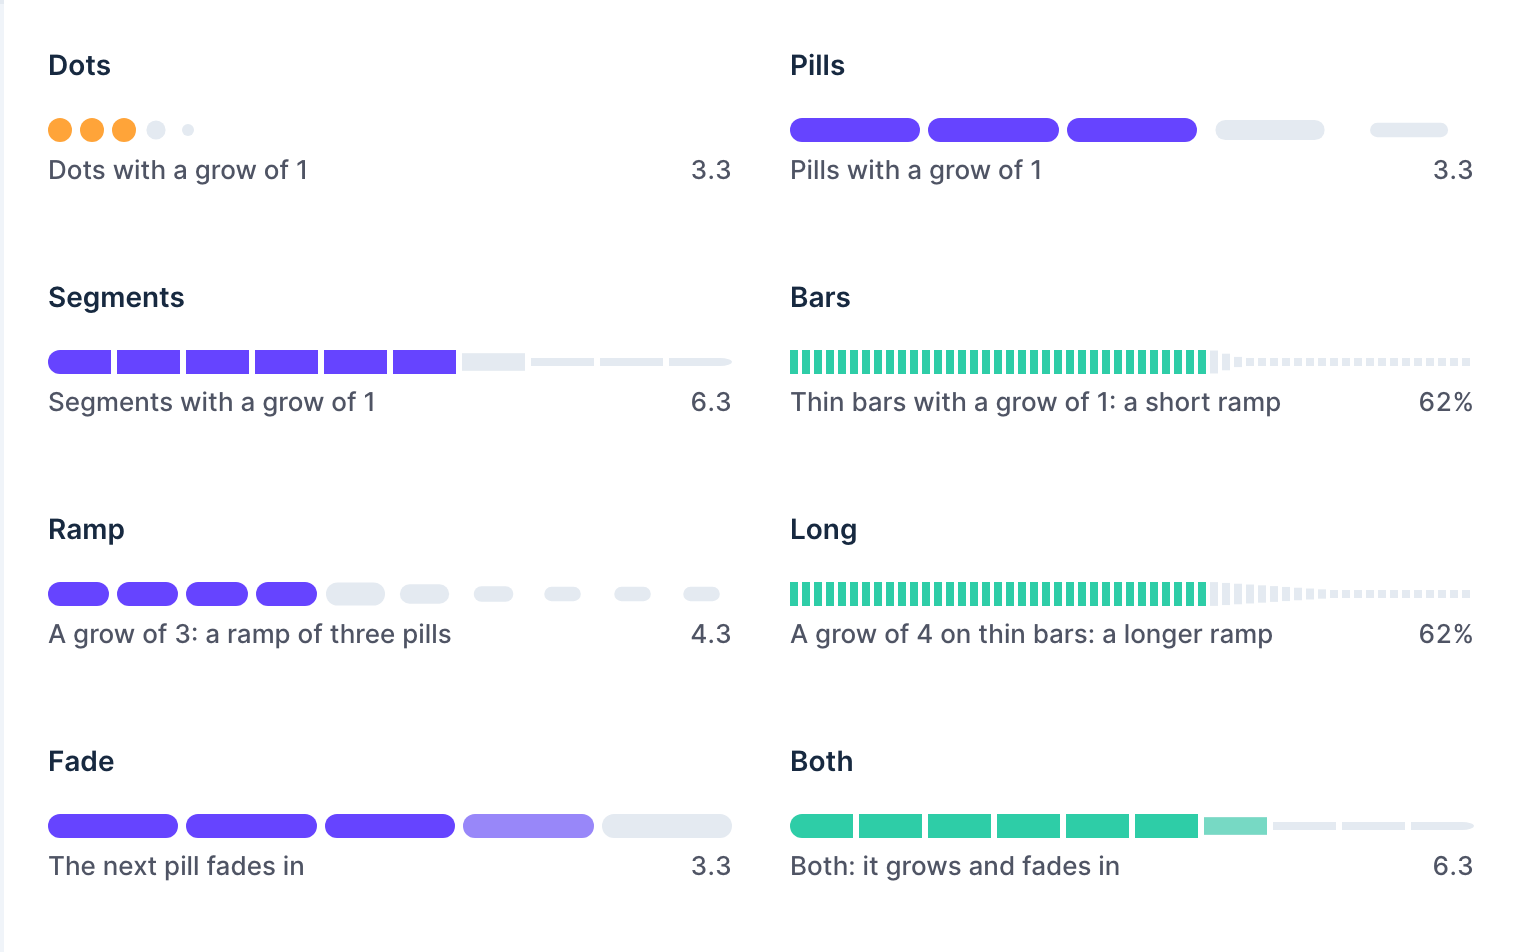 Dots
Dots with a grow of 1 3.3
Pills
Pills with a grow of 1 3.3
Segments
Segments with a grow of 1 6.3
Bars
Thin bars with a grow of 1: a short ramp 62%
Ramp
A grow of 3: a ramp of three pills 4.3
Long
A grow of 4 on thin bars: a longer ramp 62%
Fade
The next pill fades in 3.3
Both
Both: it grows and fades in 6.3